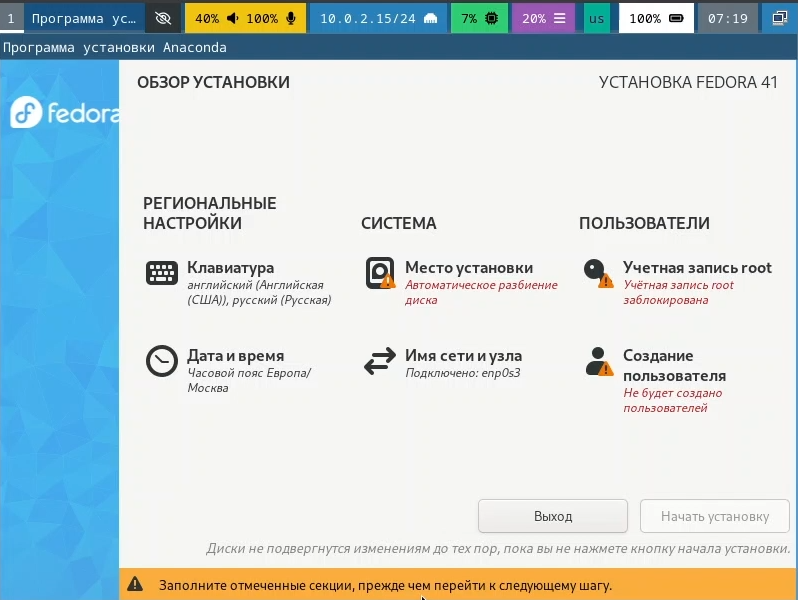 1 Программа ус… 40% 100% 10.0.2.15/24 7% 20% us 100% 07:19
Программа установки Anaconda
fedora
ОБЗОР УСТАНОВКИ
УСТАНОВКА FEDORA 41
РЕГИОНАЛЬНЫЕ
НАСТРОЙКИ
Клавиатура
английский (Английская
(США)), русский (Русская)
Дата и время
Часовой пояс Европа/
Москва
СИСТЕМА
Место установки
Автоматическое разбиение
диска
Имя сети и узла
Подключено: enp0s3
ПОЛЬЗОВАТЕЛИ
Учетная запись root
Учётная запись root
заблокирована
Создание
пользователя
Не будет создано
пользователей
Выход
Начать установку
Диски не подвергнутся изменениям до тех пор, пока вы не нажмете кнопку начала установки.
Заполните отмеченные секции, прежде чем перейти к следующему шагу.